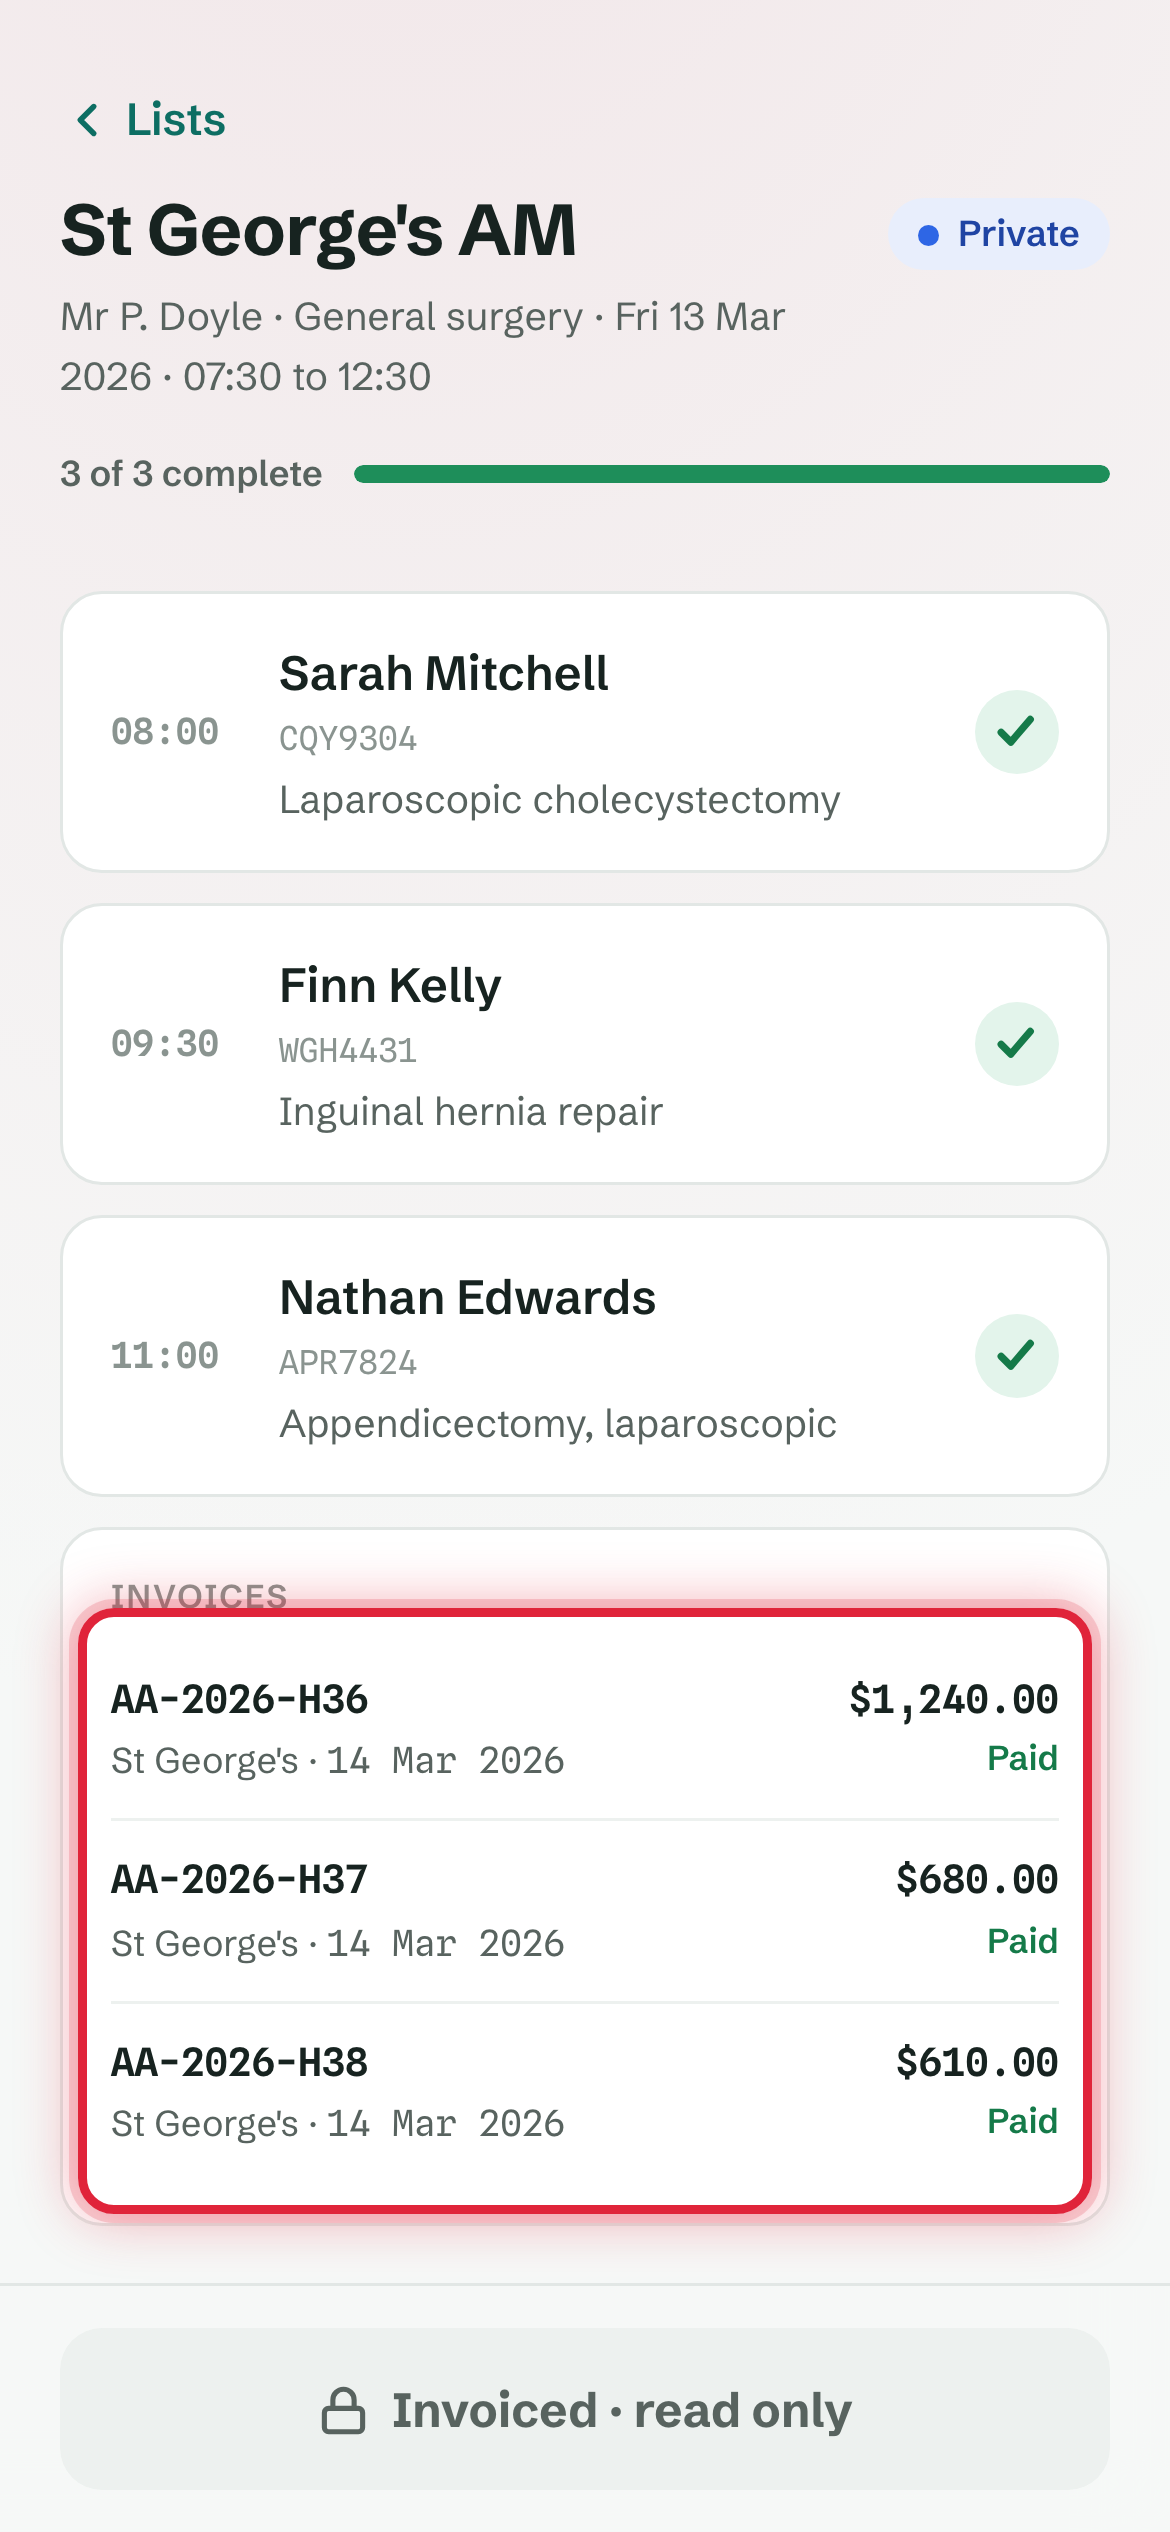 Lists
St George's AM
Private
Mr P. Doyle · General surgery · Fri 13 Mar
2026 · 07:30 to 12:30
3 of 3 complete
Sarah Mitchell
08:00
CQY9304
Laparoscopic cholecystectomy
Finn Kelly
09:30
WGH4431
Inguinal hernia repair
Nathan Edwards
11:00
APR7824
Appendicectomy, laparoscopic
INVOICES
AA-2026-H36 $1,240.00
St George's · 14 Mar 2026 Paid
AA-2026-H37 $680.00
St George's · 14 Mar 2026 Paid
AA-2026-H38 $610.00
St George's · 14 Mar 2026 Paid
Invoiced · read only